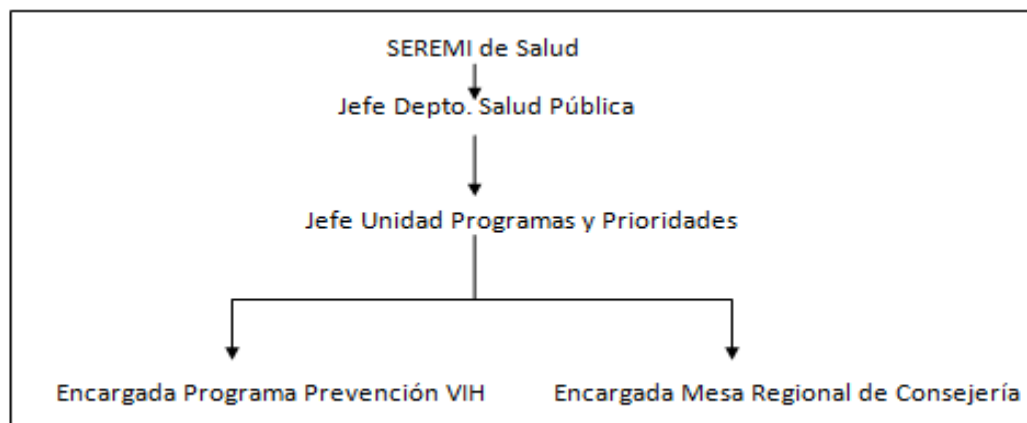 SEREMI de Salud
Jefe Depto. Salud Pública
Jefe Unidad Programas y Prioridades
Encargada Programa Prevención VIH
Encargada Mesa Regional de Consejería